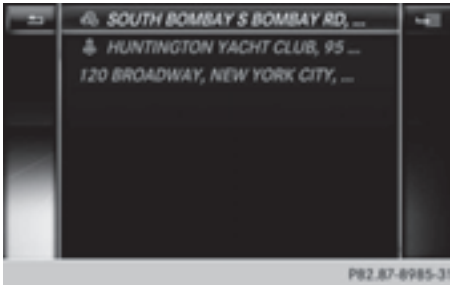 SOUTH BOMBAY S BOMBAY RD, ...
HUNTINGTON YACHT CLUB, 95 ...
120 BROADWAY, NEW YORK CITY, ...
P82.87-8985-31